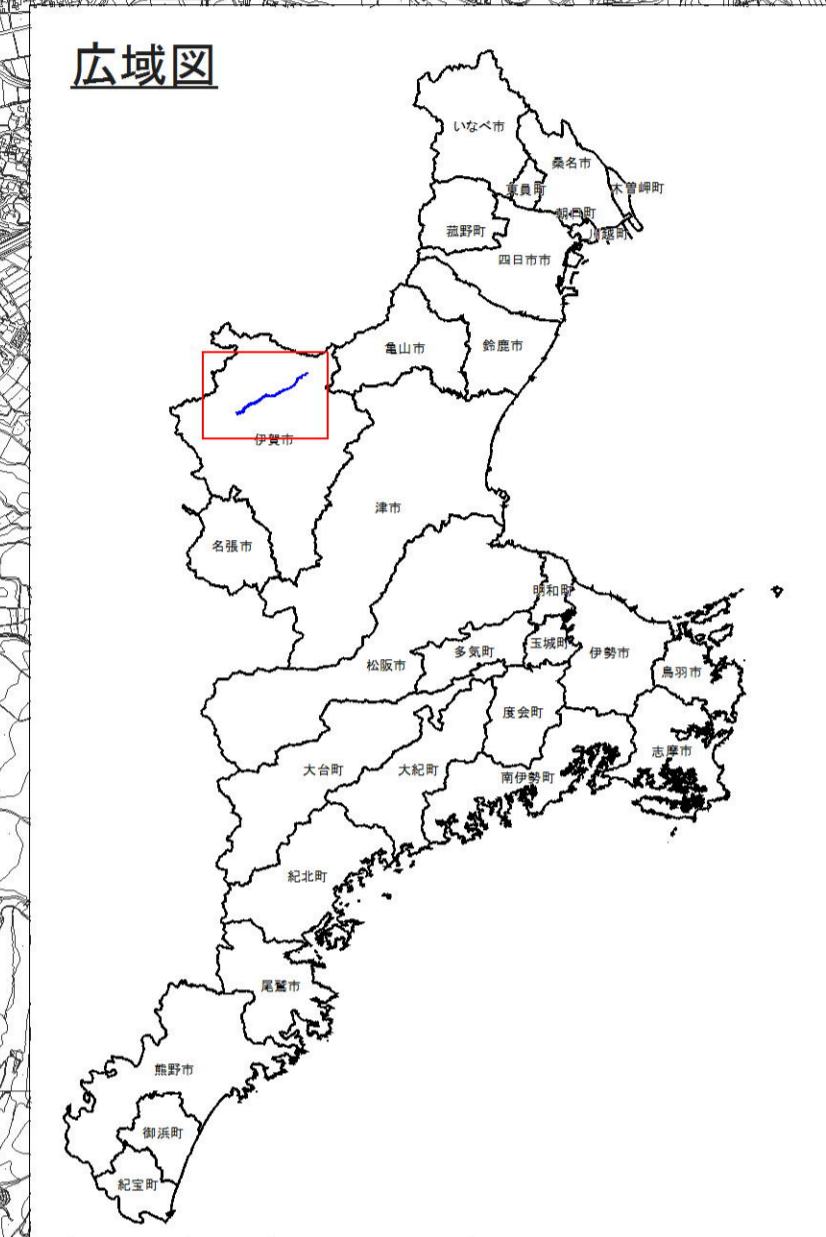 広域図
いなべ市
桑名市
東員町
木曽岬町
朝日町
川越町
菰野町
四日市市
亀山市
鈴鹿市
伊賀市
津市
名張市
明和町
玉城町
多気町
伊勢市
松阪市
鳥羽市
度会町
志摩市
大台町
大紀町
南伊勢町
紀北町
尾鷲市
熊野市
御浜町
紀宝町